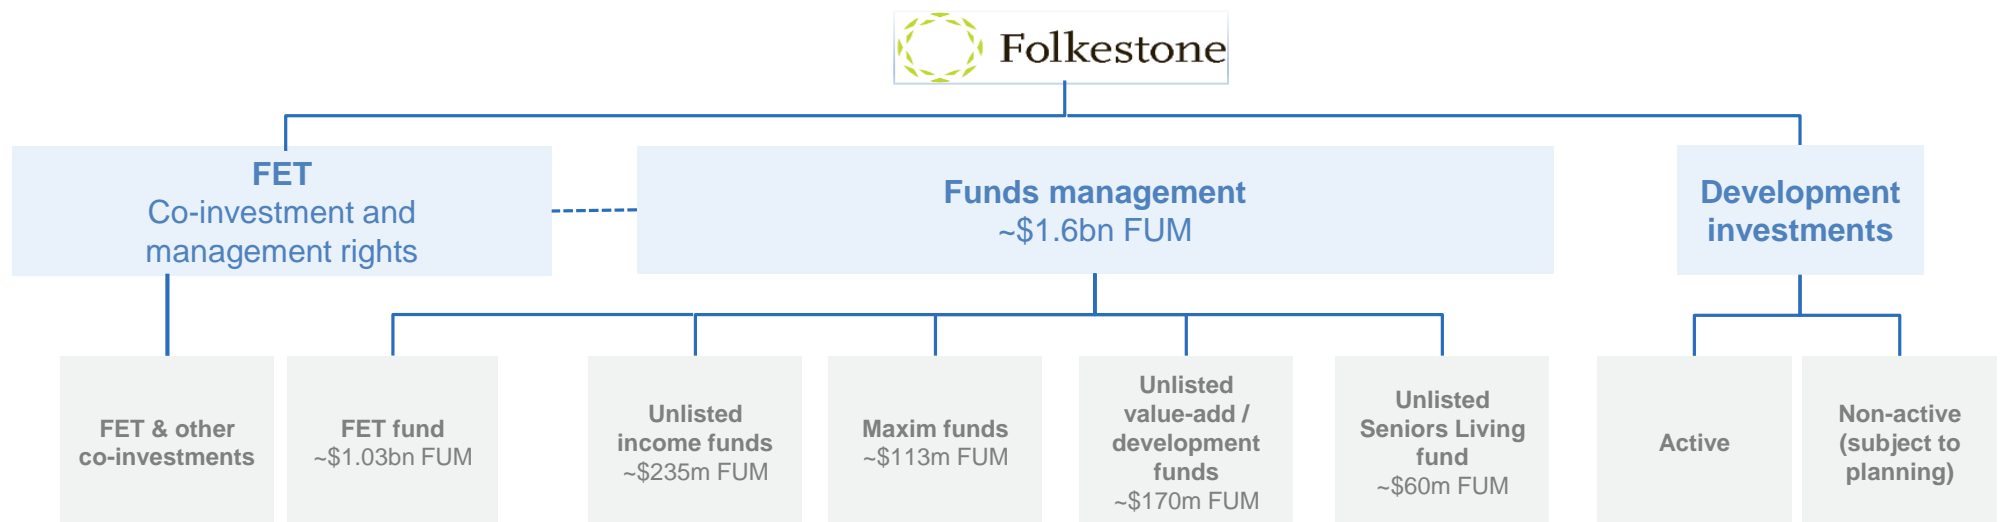 Folkestone
FET
Co-investment and
management rights
Funds management
~$1.6bn FUM
Development
investments
FET & other
co-investments
FET fund
~$1.03bn FUM
Unlisted
income funds
~$235m FUM
Maxim funds
~$113m FUM
Unlisted
value-add /
development
funds
~$170m FUM
Unlisted
Seniors Living
fund
~$60m FUM
Active
Non-active
(subject to
planning)